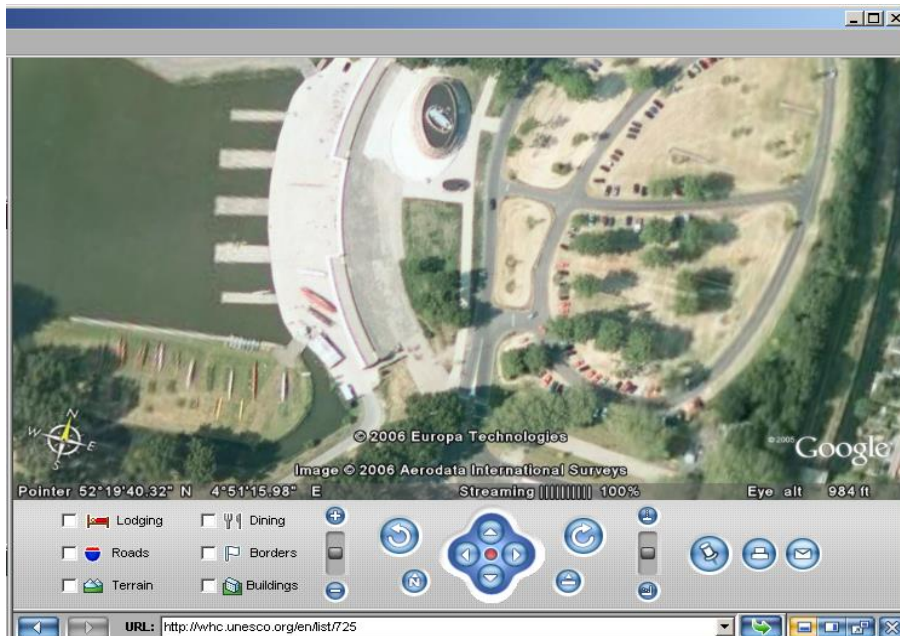 N
W E
S
© 2006 Europa Technologies
© 2005 Google
Image © 2006 Aerodata International Surveys
Pointer 52°19'40.32" N 4°51'15.98" E Streaming |||||||||| 100% Eye alt 984 ft
Lodging Dining
Roads Borders
N
Terrain Buildings
URL: http://whc.unesco.org/en/list/725